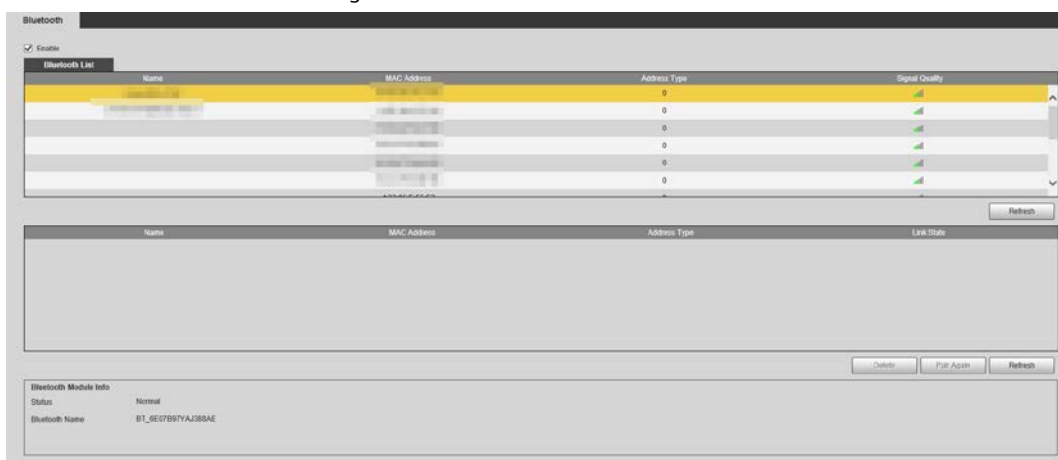 Bluetooth
Enable
Bluetooth List
Name MAC Address Address Type Signal Quality
0
0
0
0
0
0
Refresh
Name MAC Address Address Type Link State
Delete Pair Again Refresh
Bluetooth Module Info
Status Normal
Bluetooth Name BT_6E07B97YAJ388AE